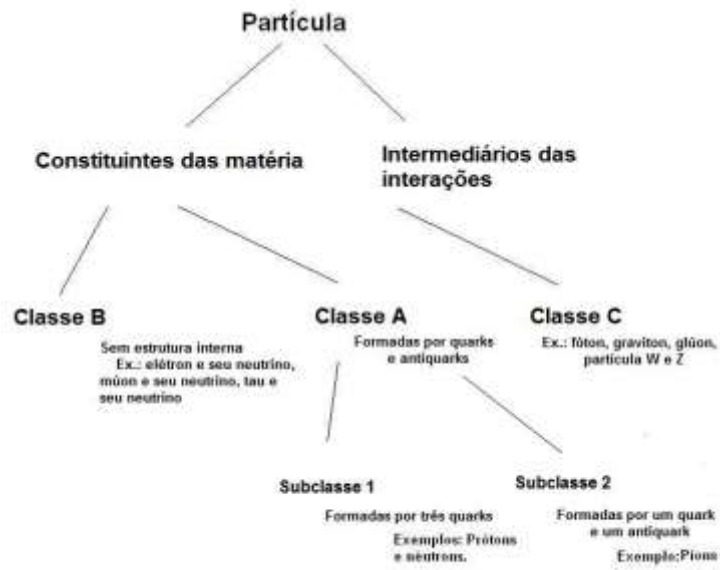 Partícula
Constituintes das matéria
Intermediários das
interações
Classe B
Sem estrutura interna
Ex.: elétron e seu neutrino,
múon e seu neutrino, tau e
seu neutrino
Classe A
Formadas por quarks
e antiquarks
Classe C
Ex.: fóton, graviton, glúon,
partícula W e Z
Subclasse 1
Formadas por três quarks
Exemplos: Prótons
e nêutrons.
Subclasse 2
Formadas por um quark
e um antiquark
Exemplo:Píons